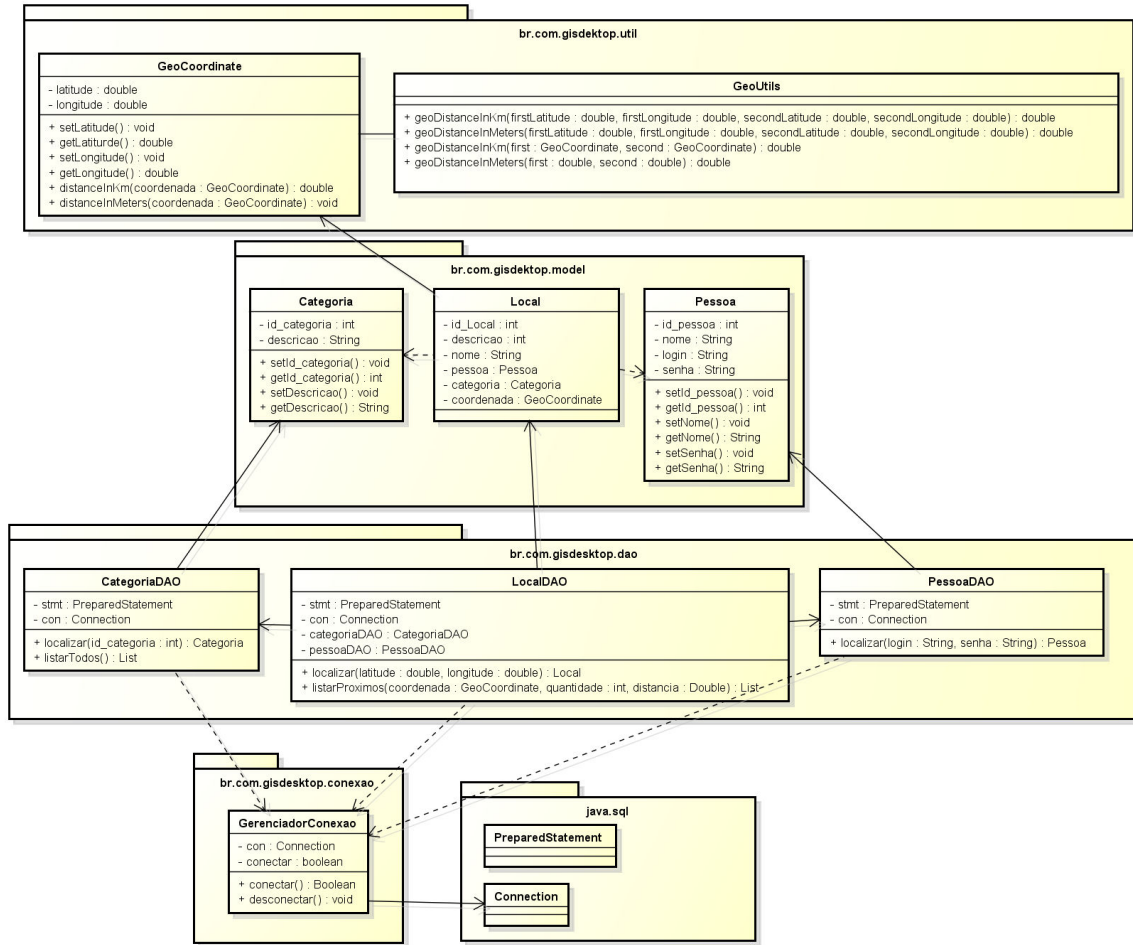 br.com.gisdektop.util
GeoCoordinate
- latitude : double
- longitude : double
+ setLatitude() : void
+ getLatiturde() : double
+ setLongitude() : void
+ getLongitude() : double
+ distanceInKm(coordenada : GeoCoordinate) : double
+ distanceInMeters(coordenada : GeoCoordinate) : void
GeoUtils
+ geoDistanceInKm(firstLatitude : double, firstLongitude : double, secondLatitude : double, secondLongitude : double) : double
+ geoDistanceInMeters(firstLatitude : double, firstLongitude : double, secondLatitude : double, secondLongitude : double) : double
+ geoDistanceInKm(first : GeoCoordinate, second : GeoCoordinate) : double
+ geoDistanceInMeters(first : double, second : double) : double
br.com.gisdektop.model
Categoria
- id_categoria : int
- descricao : String
+ setId_categoria() : void
+ getId_categoria() : int
+ setDescricao() : void
+ getDescricao() : String
Local
- id_Local : int
- descricao : int
- nome : String
- pessoa : Pessoa
- categoria : Categoria
- coordenada : GeoCoordinate
Pessoa
- id_pessoa : int
- nome : String
- login : String
- senha : String
+ setId_pessoa() : void
+ getId_pessoa() : int
+ setNome() : void
+ getNome() : String
+ setSenha() : void
+ getSenha() : String
br.com.gisdesktop.dao
CategoriaDAO
- stmt : PreparedStatement
- con : Connection
+ localizar(id_categoria : int) : Categoria
+ listarTodos() : List
LocalDAO
- stmt : PreparedStatement
- con : Connection
- categoriaDAO : CategoriaDAO
- pessoaDAO : PessoaDAO
+ localizar(latitude : double, longitude : double) : Local
+ listarProximos(coordenada : GeoCoordinate, quantidade : int, distancia : Double) : List
PessoaDAO
- stmt : PreparedStatement
- con : Connection
+ localizar(login : String, senha : String) : Pessoa
br.com.gisdesktop.conexao
GerenciadorConexao
- con : Connection
- conectar : boolean
+ conectar() : Boolean
+ desconectar() : void
java.sql
PreparedStatement
Connection